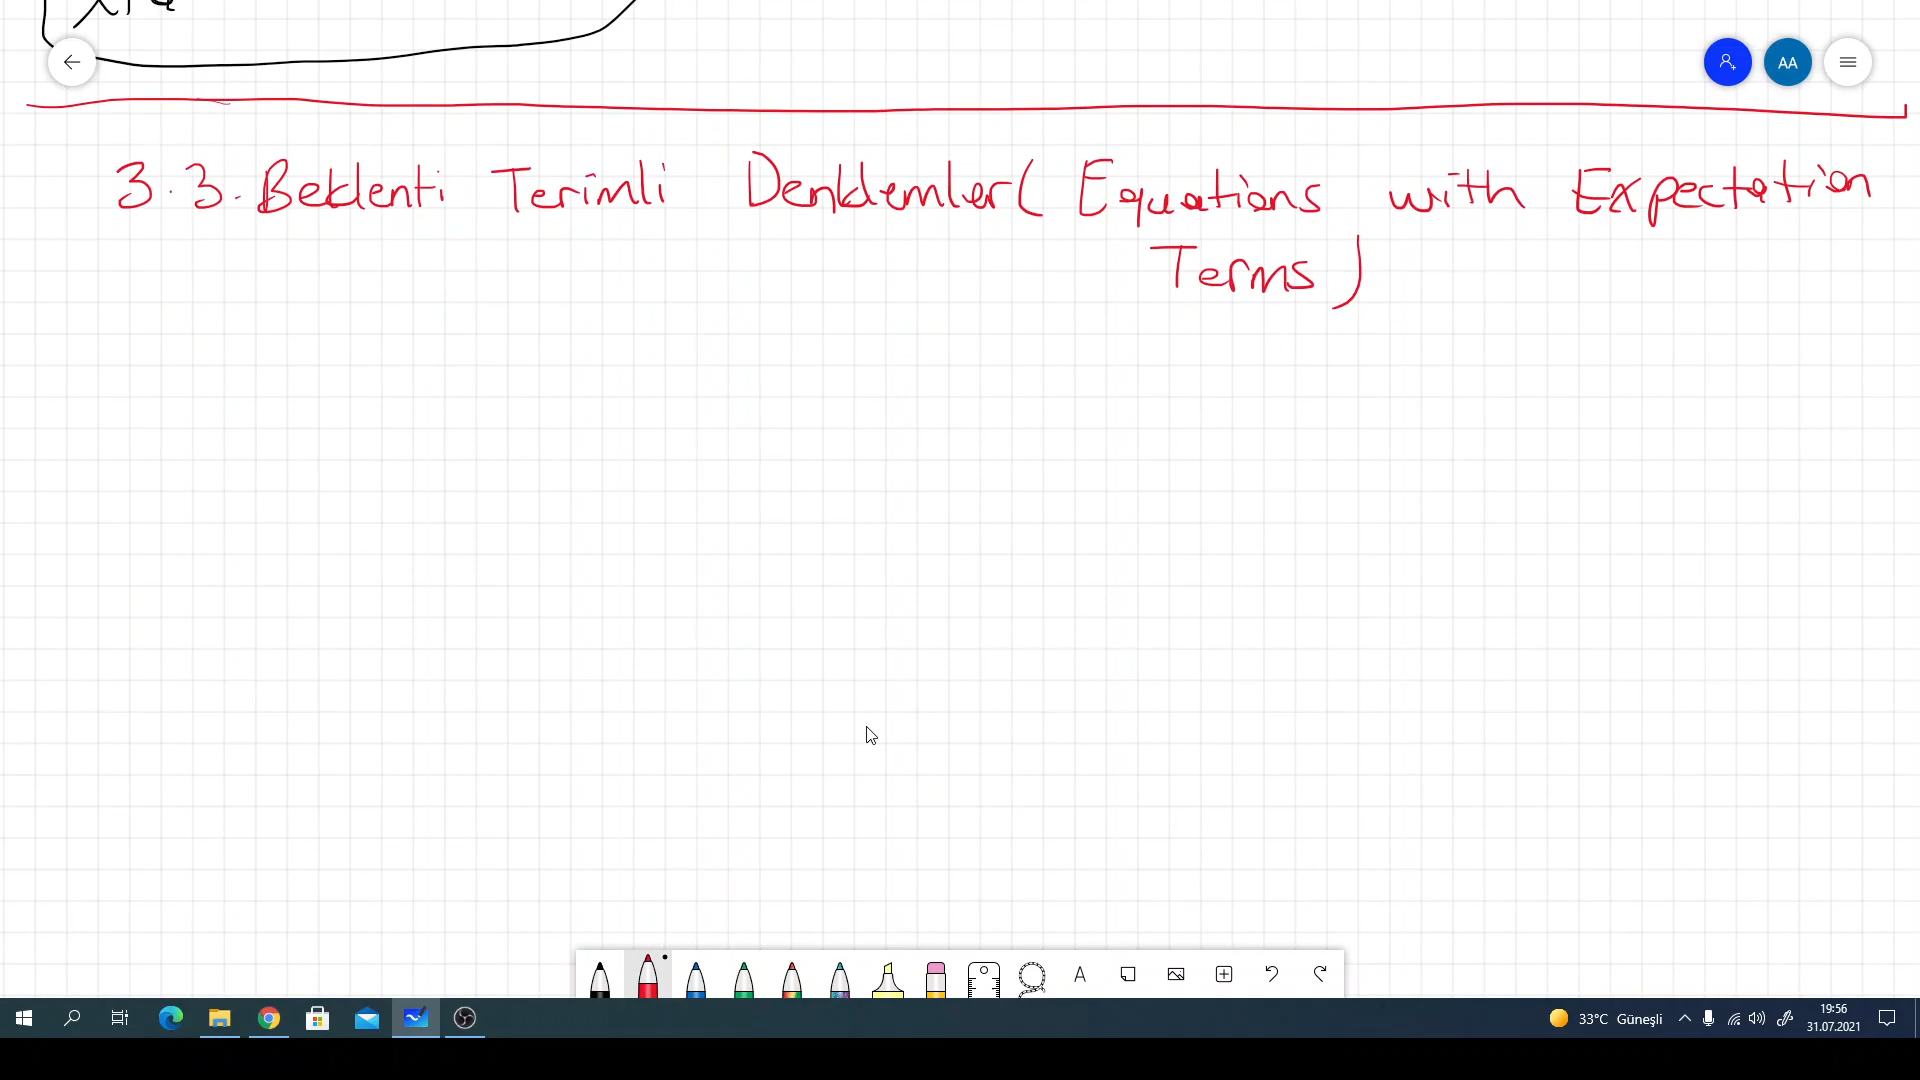 AA
3.3. Beklenti Terimli Denklemler ( Equations with Expectation
Terms )
A
33°C Güneşli
19:56
31.07.2021